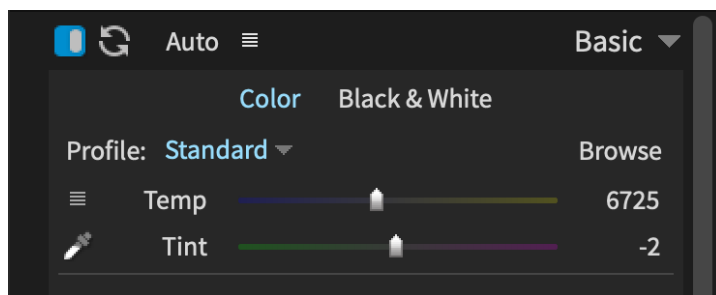 Auto Basic
Color Black & White
Profile: Standard Browse
Temp 6725
Tint -2